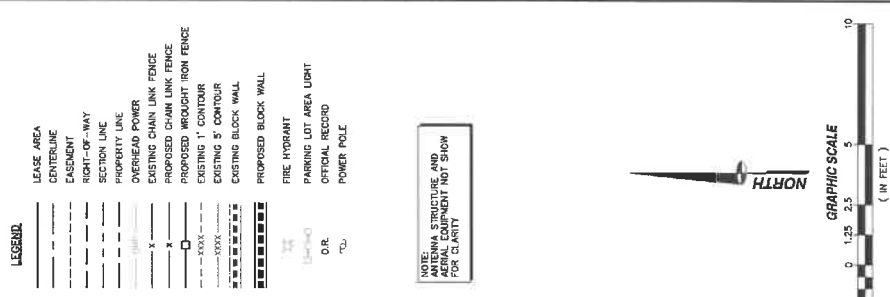 LEGEND
LEASE AREA
CENTERLINE
EASEMENT
RIGHT-OF-WAY
SECTION LINE
PROPERTY LINE
OVERHEAD POWER
x EXISTING CHAIN LINK FENCE
x PROPOSED CHAIN LINK FENCE
PROPOSED WROUGHT IRON FENCE
XXXX EXISTING 1' CONTOUR
XXXX EXISTING 5' CONTOUR
EXISTING BLOCK WALL
PROPOSED BLOCK WALL
FIRE HYDRANT
PARKING LOT AREA LIGHT
O.R. OFFICIAL RECORD
POWER POLE
NOTE:
ANTENNA STRUCTURE AND
AERIAL EQUIPMENT NOT SHOW
FOR CLARITY
NORTH
GRAPHIC SCALE
0 1.25 2.5 5 10
( IN FEET )